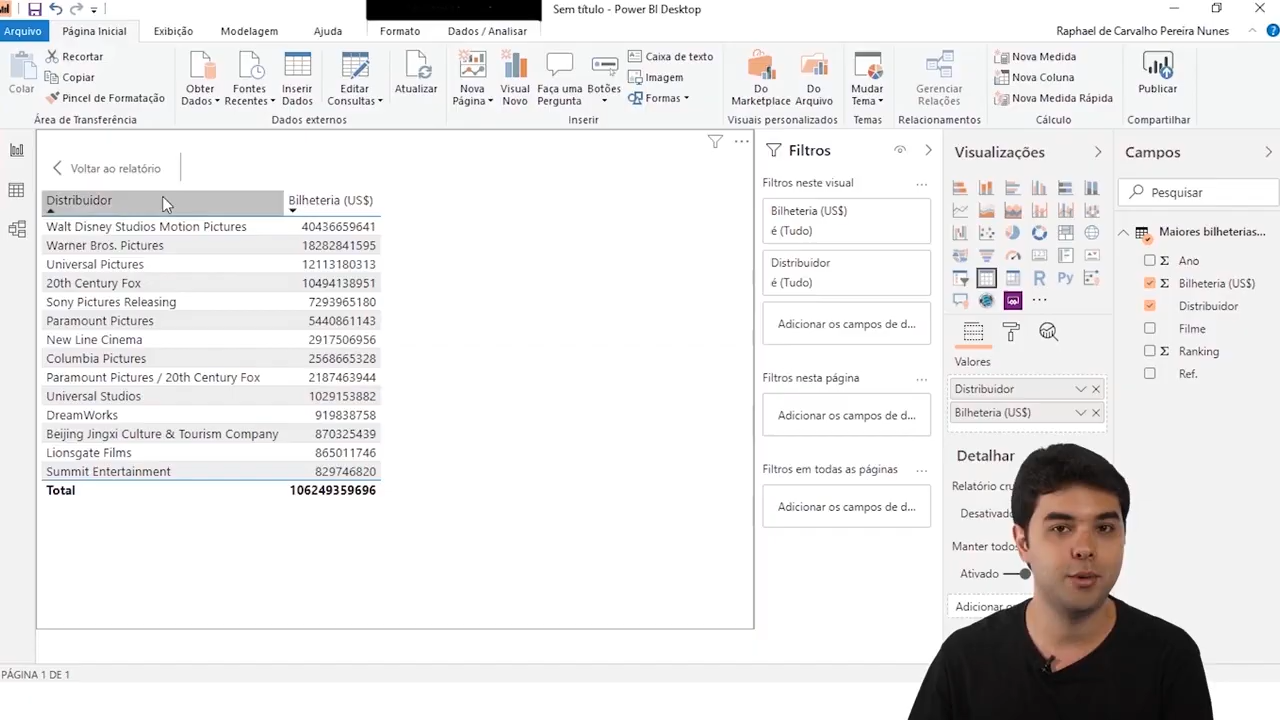 Sem título - Power BI Desktop
Arquivo
Página Inicial
Exibição
Modelagem
Ajuda
Formato
Dados / Analisar
Raphael de Carvalho Pereira Nunes
Colar
Recortar
Copiar
Pincel de Formatação
Área de Transferência
Obter
Dados
Fontes
Recentes
Inserir
Dados
Editar
Consultas
Atualizar
Dados externos
Nova
Página
Visual
Novo
Faça uma
Pergunta
Botões
Caixa de texto
Imagem
Formas
Inserir
Do
Marketplace
Do
Arquivo
Visuais personalizados
Mudar
Tema
Temas
Gerenciar
Relações
Relacionamentos
Nova Medida
Nova Coluna
Nova Medida Rápida
Cálculo
Publicar
Compartilhar
Voltar ao relatório
Distribuidor Bilheteria (US$)
Walt Disney Studios Motion Pictures 40436659641
Warner Bros. Pictures 18282841595
Universal Pictures 12113180313
20th Century Fox 10494138951
Sony Pictures Releasing 7293965180
Paramount Pictures 5440861143
New Line Cinema 2917506956
Columbia Pictures 2568665328
Paramount Pictures / 20th Century Fox 2187463944
Universal Studios 1029153882
DreamWorks 919838758
Beijing Jingxi Culture & Tourism Company 870325439
Lionsgate Films 865011746
Summit Entertainment 829746820
Total 106249359696
Filtros
Filtros neste visual
Bilheteria (US$)
é (Tudo)
Distribuidor
é (Tudo)
Adicionar os campos de d...
Filtros nesta página
Adicionar os campos de d...
Filtros em todas as páginas
Adicionar os campos de d...
Visualizações
R
Py
Valores
Distribuidor
Bilheteria (US$)
Detalhar
Relatório cru
Desativado
Manter todo
Ativado
Adicionar o
Campos
Pesquisar
Maiores bilheterias...
Ano
Bilheteria (US$)
Distribuidor
Filme
Ranking
Ref.
PÁGINA 1 DE 1